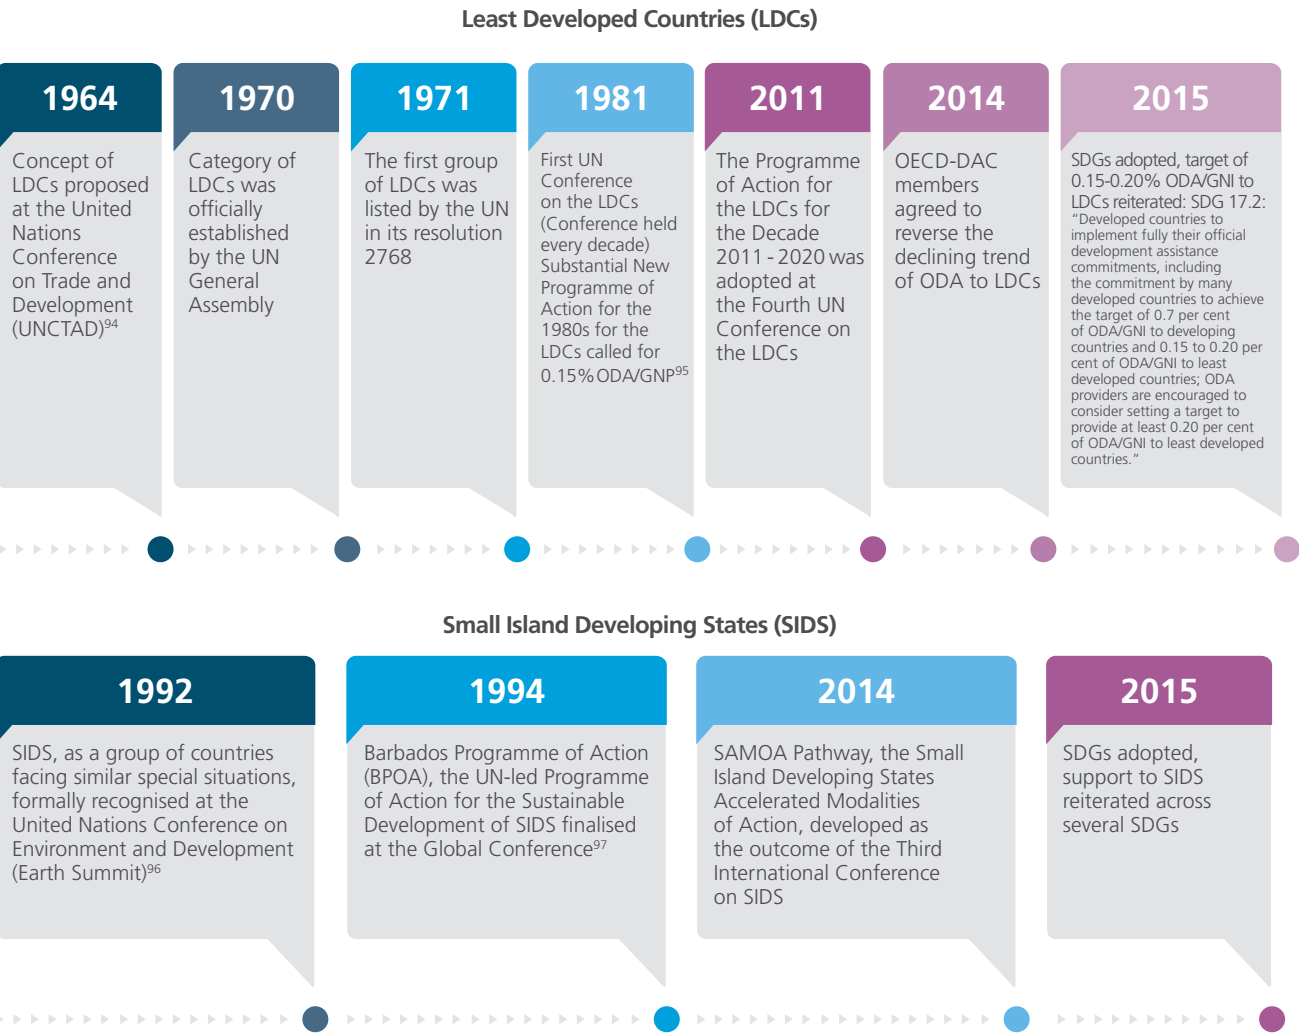 Least Developed Countries (LDCs)
1964
Concept of
LDCs proposed
at the United
Nations
Conference
on Trade and
Development
(UNCTAD)94
1970
Category of
LDCs was
officially
established
by the UN
General
Assembly
1971
The first group
of LDCs was
listed by the UN
in its resolution
2768
1981
First UN
Conference
on the LDCs
(Conference held
every decade)
Substantial New
Programme of
Action for the
1980s for the
LDCs called for
0.15% ODA/GNP95
2011
The Programme
of Action for
the LDCs for
the Decade
2011 - 2020 was
adopted at
the Fourth UN
Conference on
the LDCs
2014
OECD-DAC
members
agreed to
reverse the
declining trend
of ODA to LDCs
2015
SDGs adopted, target of
0.15-0.20% ODA/GNI to
LDCs reiterated: SDG 17.2:
“Developed countries to
implement fully their official
development assistance
commitments, including
the commitment by many
developed countries to achieve
the target of 0.7 per cent
of ODA/GNI to developing
countries and 0.15 to 0.20 per
cent of ODA/GNI to least
developed countries; ODA
providers are encouraged to
consider setting a target to
provide at least 0.20 per cent
of ODA/GNI to least developed
countries.”
Small Island Developing States (SIDS)
1992
SIDS, as a group of countries
facing similar special situations,
formally recognised at the
United Nations Conference on
Environment and Development
(Earth Summit)96
1994
Barbados Programme of Action
(BPOA), the UN-led Programme
of Action for the Sustainable
Development of SIDS finalised
at the Global Conference97
2014
SAMOA Pathway, the Small
Island Developing States
Accelerated Modalities
of Action, developed as
the outcome of the Third
International Conference
on SIDS
2015
SDGs adopted,
support to SIDS
reiterated across
several SDGs